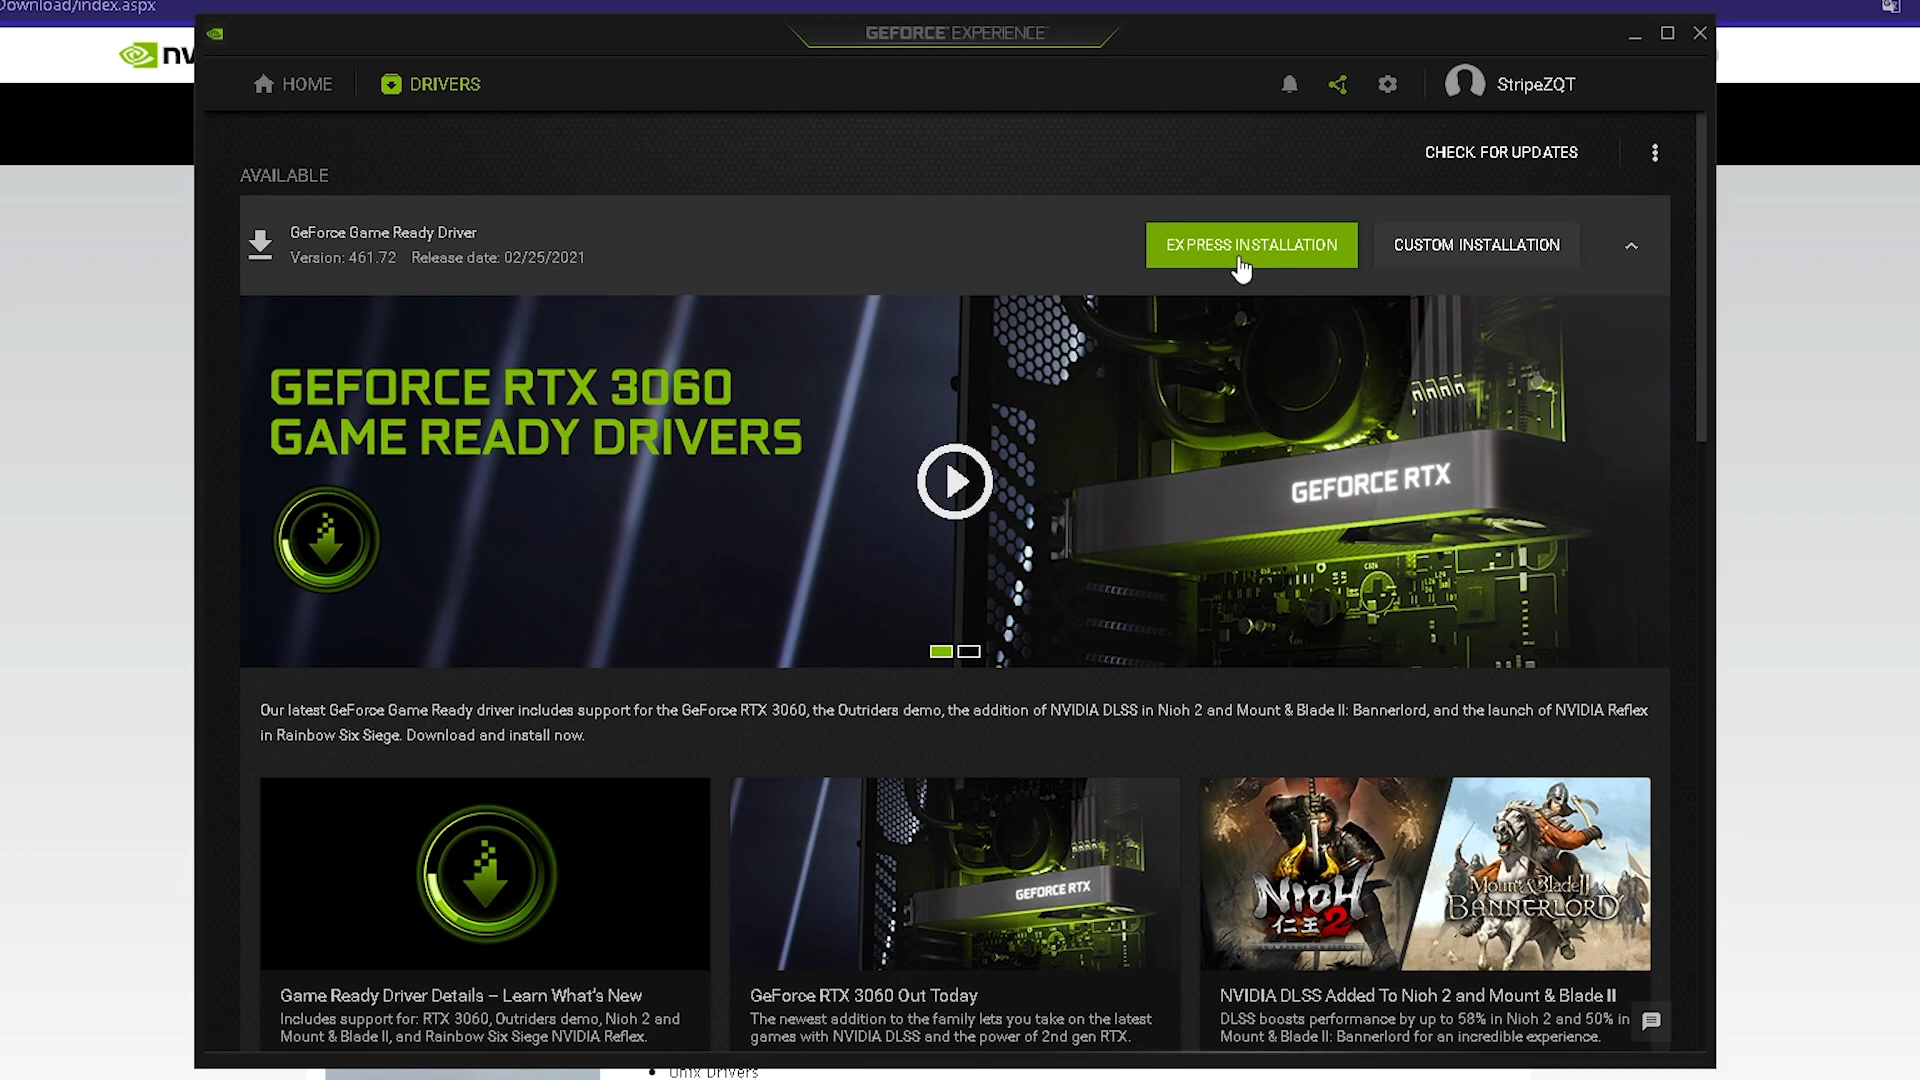 Download/index.aspx
NV
GEFORCE EXPERIENCE
HOME
DRIVERS
StripeZQT
CHECK FOR UPDATES
AVAILABLE
GeForce Game Ready Driver
Version: 461.72 Release date: 02/25/2021
EXPRESS INSTALLATION
CUSTOM INSTALLATION
GEFORCE RTX 3060
GAME READY DRIVERS
GEFORCE RTX
Our latest GeForce Game Ready driver includes support for the GeForce RTX 3060, the Outriders demo, the addition of NVIDIA DLSS in Nioh 2 and Mount & Blade II: Bannerlord, and the launch of NVIDIA Reflex
in Rainbow Six Siege. Download and install now.
GEFORCE RTX
NIOH
仁王2
COMPLETE EDITION
Mount & Blade II
BANNERLORD
Game Ready Driver Details – Learn What's New
Includes support for: RTX 3060, Outriders demo, Nioh 2 and
Mount & Blade II, and Rainbow Six Siege NVIDIA Reflex.
GeForce RTX 3060 Out Today
The newest addition to the family lets you take on the latest
games with NVIDIA DLSS and the power of 2nd gen RTX.
NVIDIA DLSS Added To Nioh 2 and Mount & Blade II
DLSS boosts performance by up to 58% in Nioh 2 and 50% in
Mount & Blade II: Bannerlord for an incredible experience.
Unix Drivers